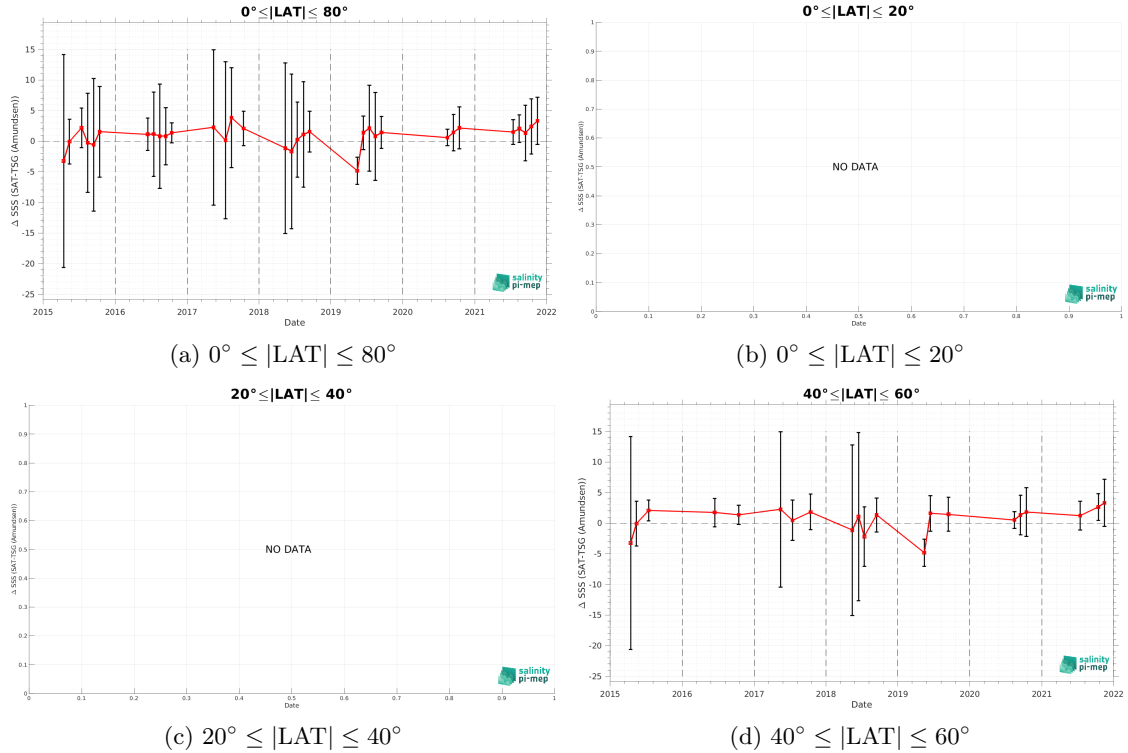 0°≤|LAT|≤ 80°
Δ SSS (SAT-TSG (Amundsen))
15
10
5
0
-5
-10
-15
-20
-25
2015 2016 2017 2018 2019 2020 2021 2022
Date
salinity
pi-mep
(a) 0° ≤ |LAT| ≤ 80°
0°≤|LAT|≤ 20°
Δ SSS (SAT-TSG (Amundsen))
1
0.9
0.8
0.7
0.6
0.5
0.4
0.3
0.2
0.1
0
NO DATA
0 0.1 0.2 0.3 0.4 0.5 0.6 0.7 0.8 0.9 1
Date
salinity
pi-mep
(b) 0° ≤ |LAT| ≤ 20°
20°≤|LAT|≤ 40°
Δ SSS (SAT-TSG (Amundsen))
1
0.9
0.8
0.7
0.6
0.5
0.4
0.3
0.2
0.1
0
NO DATA
0 0.1 0.2 0.3 0.4 0.5 0.6 0.7 0.8 0.9 1
Date
salinity
pi-mep
(c) 20° ≤ |LAT| ≤ 40°
40°≤|LAT|≤ 60°
Δ SSS (SAT-TSG (Amundsen))
15
10
5
0
-5
-10
-15
-20
-25
2015 2016 2017 2018 2019 2020 2021 2022
Date
salinity
pi-mep
(d) 40° ≤ |LAT| ≤ 60°